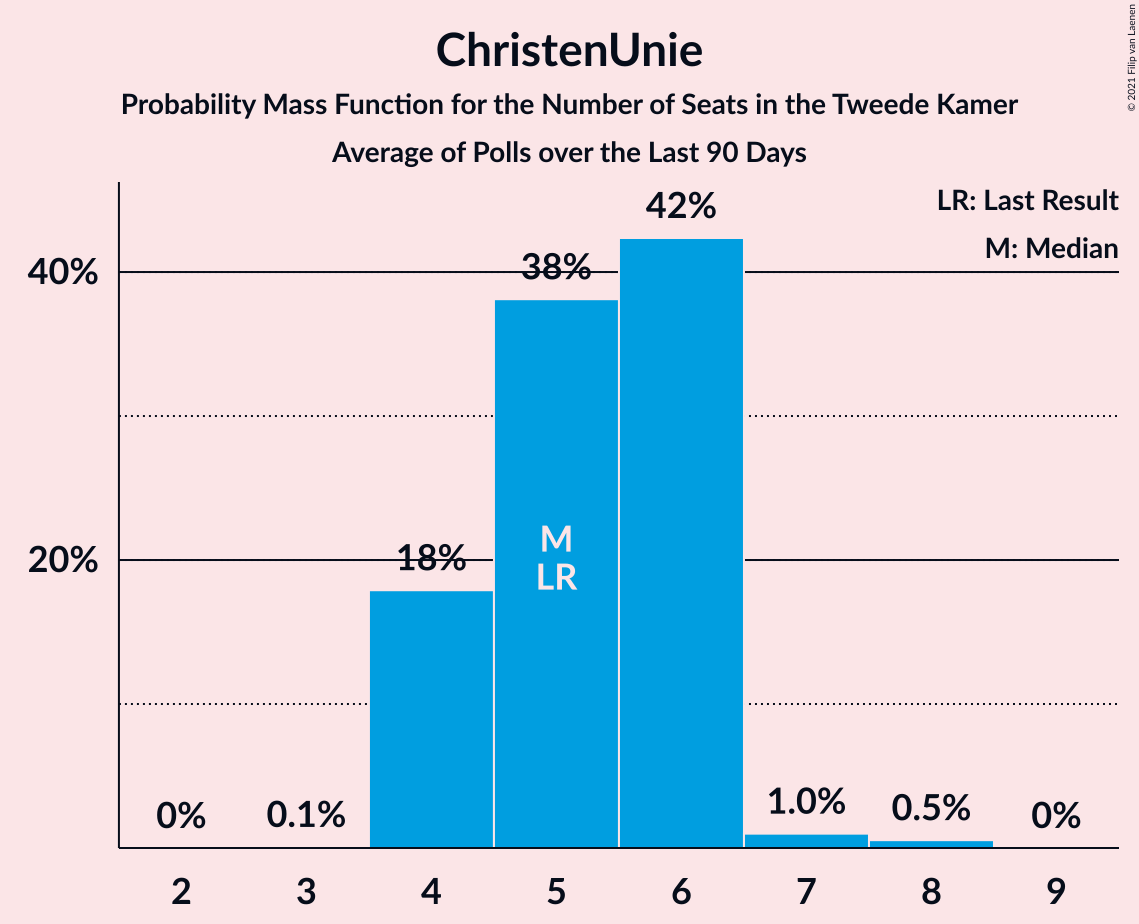 ChristenUnie
Probability Mass Function for the Number of Seats in the Tweede Kamer
Average of Polls over the Last 90 Days
© 2021 Filip van Laenen
LR: Last Result
M: Median
40%
20%
0%
0.1%
18%
38%
42%
1.0%
0.5%
0%
M
LR
2 3 4 5 6 7 8 9